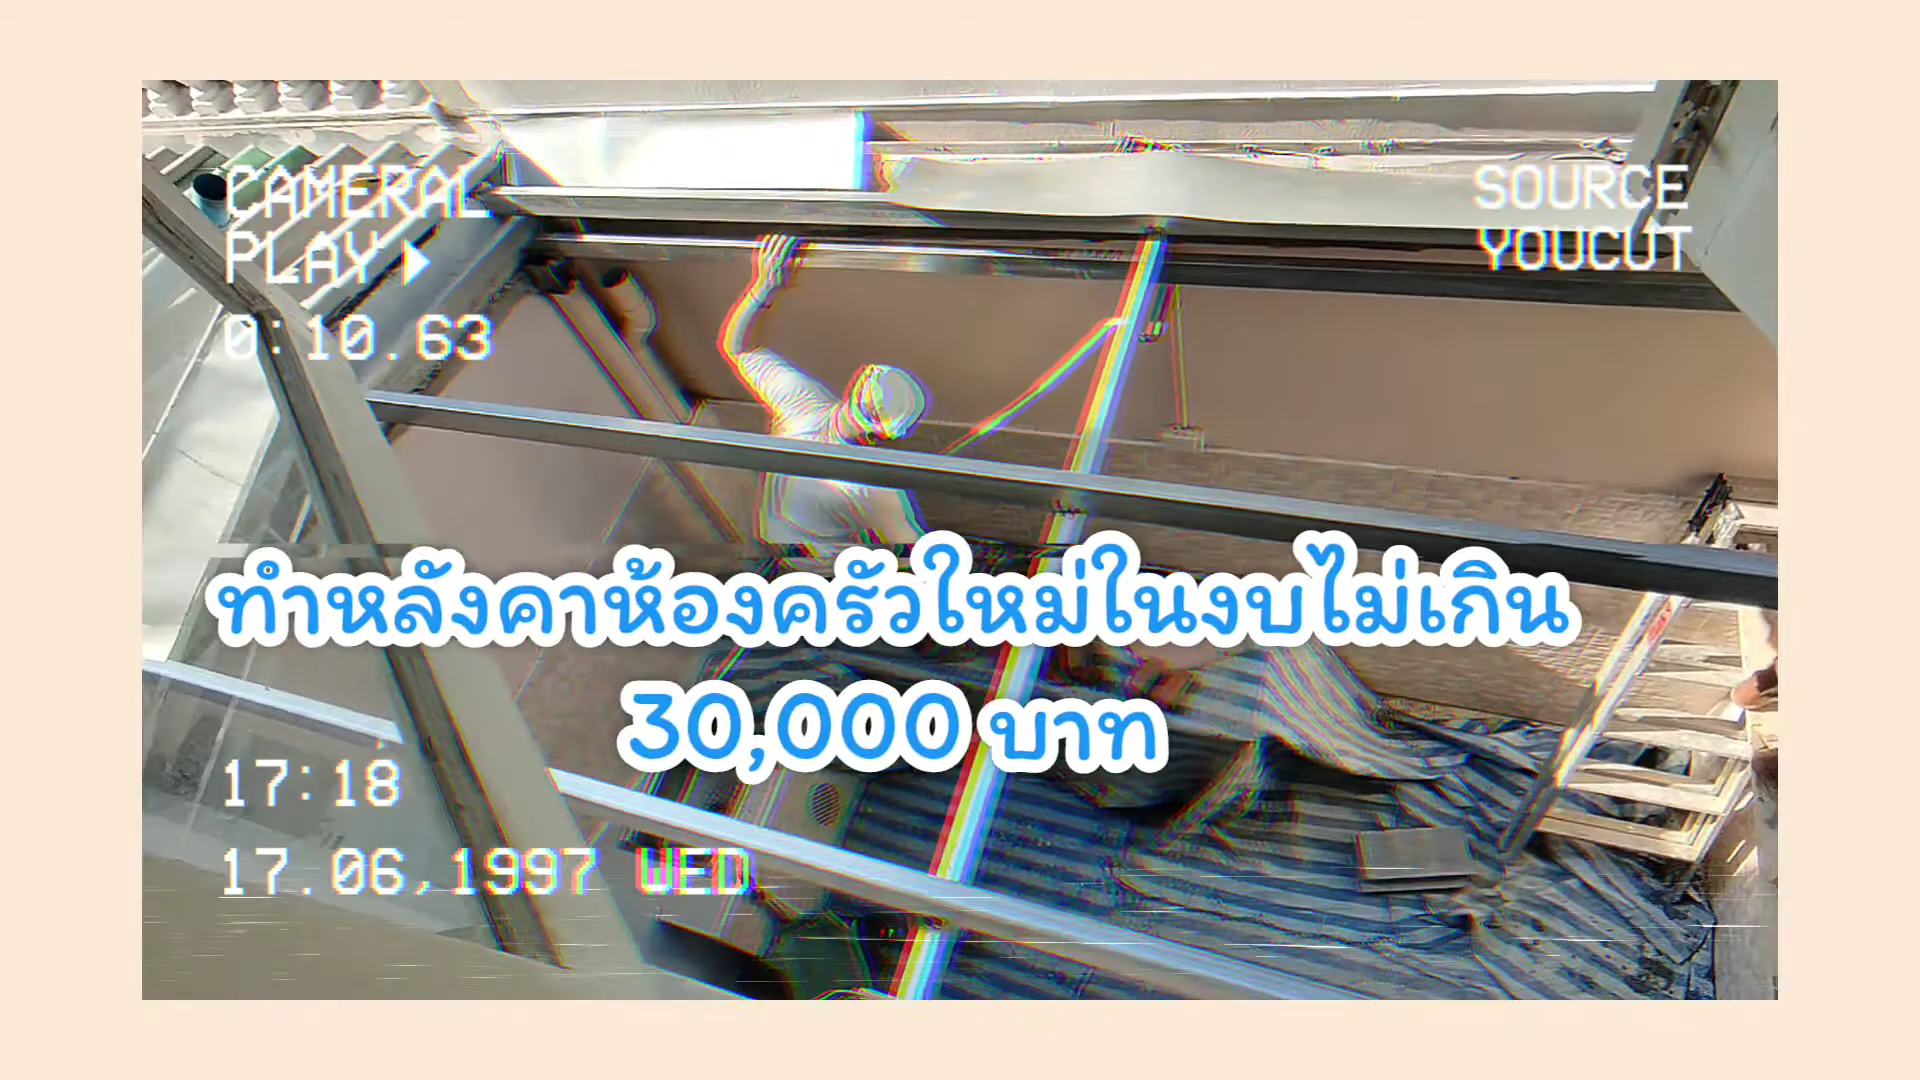 CAMERAL
PLAY
0:10.63
SOURCE
YOUCUT
ทำหลังคาห้องครัวใหม่ในงบไม่เกิน
30,000 บาท
17:18
17.06,1997 WED